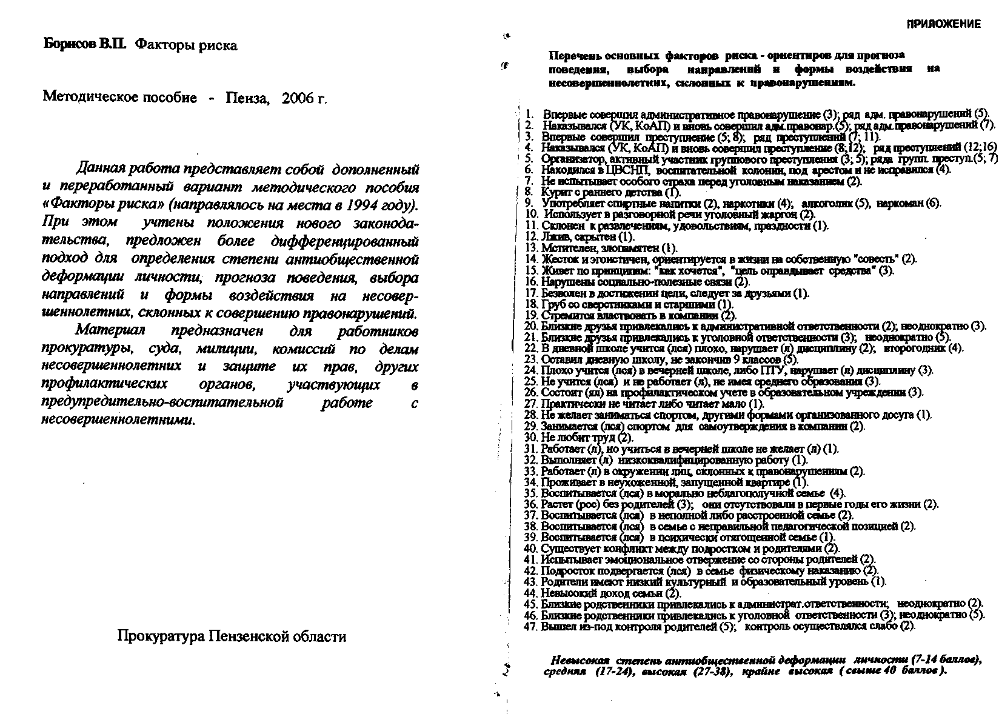 Борисов В.П. Факторы риска
Методическое пособие - Пенза, 2006 г.
Данная работа представляет собой дополненный
и переработанный вариант методического пособия
«Факторы риска» (направлялось на места в 1994 году).
При этом учтены положения нового законода-
тельства, предложен более дифференцированный
подход для определения степени антиобщественной
деформации личности, прогноза поведения, выбора
направлений и формы воздействия на несовер-
шеннолетних, склонных к совершению правонарушений.
Материал предназначен для работников
прокуратуры, суда, милиции, комиссий по делам
несовершеннолетних и защите их прав, других
профилактических органов, участвующих в
предупредительно-воспитательной работе с
несовершеннолетними.
Прокуратура Пензенской области
ПРИЛОЖЕНИЕ
Перечень основных факторов риска - ориентиров для прогноза
поведения, выбора направлений и формы воздействия на
несовершеннолетних, склонных к правонарушениям.
1. Впервые совершил административное правонарушение (3); ряд адм. правонарушений (5).
2. Наказывался (УК, КоАП) и вновь совершил адм.правонар.(5); ряд адм.правонарушений (7).
3. Впервые совершил преступление (5; 8); ряд преступлений (7; 11).
4. Наказывался (УК, КоАП) и вновь совершил преступление (8;12); ряд преступлений (12;16)
5. Организатор, активный участник группового преступления (3; 5); ряда групп. преступ.(5; 7)
6. Находился в ЦВСНП, воспитательной колонии, под арестом и не исправился (4).
7. Не испытывает особого страха перед уголовным наказанием (2).
8. Курит с раннего детства (1).
9. Употребляет спиртные напитки (2), наркотики (4); алкоголик (5), наркоман (6).
10. Использует в разговорной речи уголовный жаргон (2).
11. Склонен к развлечениям, удовольствиям, праздности (1).
12. Лжив, скрытен (1).
13. Мстителен, злопамятен (1).
14. Жесток и эгоистичен, ориентируется в жизни на собственную "совесть" (2).
15. Живет по принципам: "как хочется", "цель оправдывает средства" (3).
16. Нарушены социально-полезные связи (2).
17. Безволен в достижении цели, следует за друзьями (1).
18. Груб со сверстниками и старшими (1).
19. Стремится властвовать в компании (2).
20. Близкие друзья привлекались к административной ответственности (2); неоднократно (3).
21. Близкие друзья привлекались к уголовной ответственности (3); неоднократно (5).
22. В дневной школе учится (лся) плохо, нарушает (л) дисциплину (2); второгодник (4).
23. Оставил дневную школу, не закончив 9 классов (5).
24. Плохо учится (лся) в вечерней школе, либо ПТУ, нарушает (л) дисциплину (3).
25. Не учится (лся) и не работает (л), не имея среднего образования (3).
26. Состоит (ял) на профилактическом учете в образовательном учреждении (3).
27. Практически не читает либо читает мало (1).
28. Не желает заниматься спортом, другими формами организованного досуга (1).
29. Занимается (лся) спортом для самоутверждения в компании (2).
30. Не любит труд (2).
31. Работает (л), но учиться в вечерней школе не желает (л) (1).
32. Выполняет (л) низкоквалифицированную работу (1).
33. Работает (л) в окружении лиц, склонных к правонарушениям (2).
34. Проживает в неухоженной, запущенной квартире (1).
35. Воспитывается (лся) в морально неблагополучной семье (4).
36. Растет (рос) без родителей (3); они отсутствовали в первые годы его жизни (2).
37. Воспитывается (лся) в неполной либо расстроенной семье (2).
38. Воспитывается (лся) в семье с неправильной педагогической позицией (2).
39. Воспитывается (лся) в психически отягощенной семье (1).
40. Существует конфликт между подростком и родителями (2).
41. Испытывает эмоциональное отвержение со стороны родителей (2).
42. Подросток подвергается (лся) в семье физическому наказанию (2).
43. Родители имеют низкий культурный и образовательный уровень (1).
44. Невысокий доход семьи (2).
45. Близкие родственники привлекались к администрат.ответственности; неоднократно (2).
46. Близкие родственники привлекались к уголовной ответственности (3); неоднократно (5).
47. Вышел из-под контроля родителей (5); контроль осуществлялся слабо (2).
Невысокая степень антиобщественной деформации личности (7-14 баллов),
средняя (17-24), высокая (27-38), крайне высокая (свыше 40 баллов).